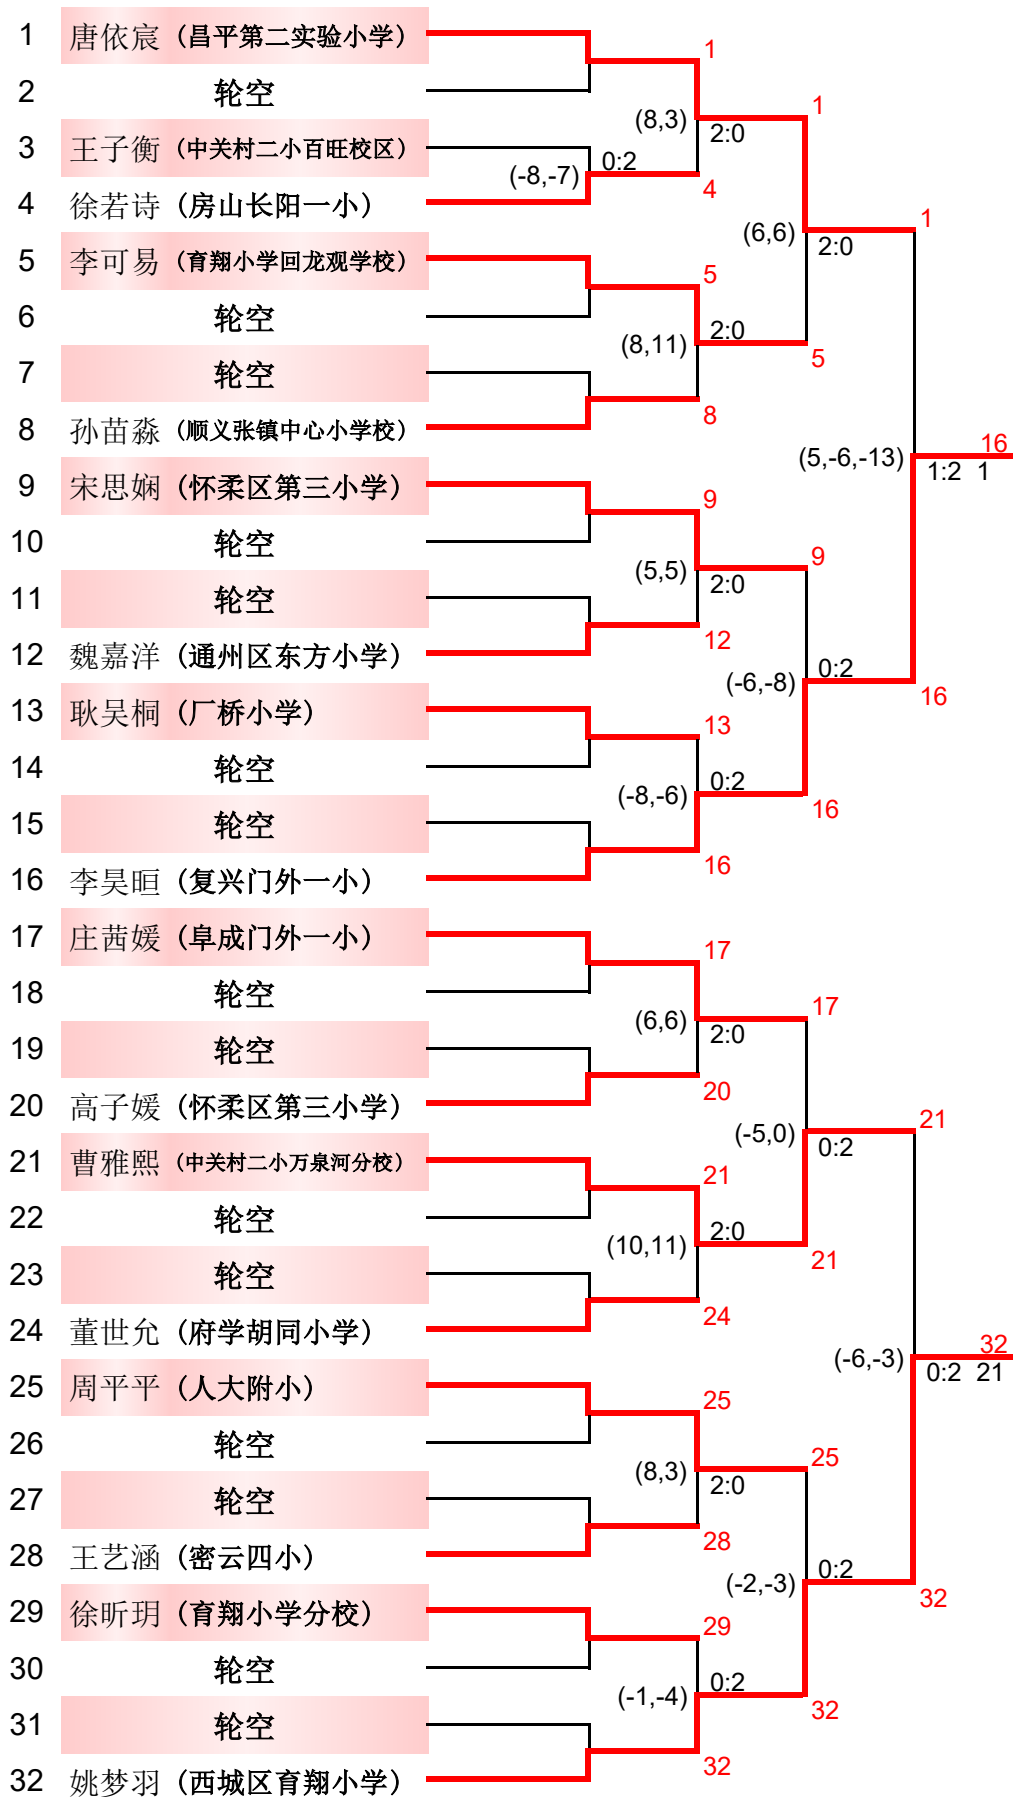 1 唐依宸 (昌平第二实验小学)
1
2 轮空
1
(8,3) 2:0
3 王子衡 (中关村二小百旺校区)
0:2
(-8,-7)
4
4 徐若诗 (房山长阳一小)
1
(6,6) 2:0
5 李可易 (育翔小学回龙观学校)
5
6 轮空
2:0
(8,11)
5
7 轮空
8
8 孙苗淼 (顺义张镇中心小学校)
16
(5,-6,-13) 1:2 1
9 宋思娴 (怀柔区第三小学)
9
10 轮空
9
(5,5) 2:0
11 轮空
12
12 魏嘉洋 (通州区东方小学)
0:2
(-6,-8)
16
13 耿吴桐 (厂桥小学)
13
14 轮空
0:2
(-8,-6)
16
15 轮空
16
16 李昊晅 (复兴门外一小)
17 庄茜媛 (阜成门外一小)
17
18 轮空
17
(6,6) 2:0
19 轮空
20
20 高子媛 (怀柔区第三小学)
21
(-5,0) 0:2
21 曹雅熙 (中关村二小万泉河分校)
21
22 轮空
2:0
(10,11)
21
23 轮空
24
24 董世允 (府学胡同小学)
32
(-6,-3) 0:2 21
25 周平平 (人大附小)
25
26 轮空
25
(8,3) 2:0
27 轮空
28
28 王艺涵 (密云四小)
0:2
(-2,-3)
32
29 徐昕玥 (育翔小学分校)
29
30 轮空
0:2
(-1,-4)
32
31 轮空
32
32 姚梦羽 (西城区育翔小学)